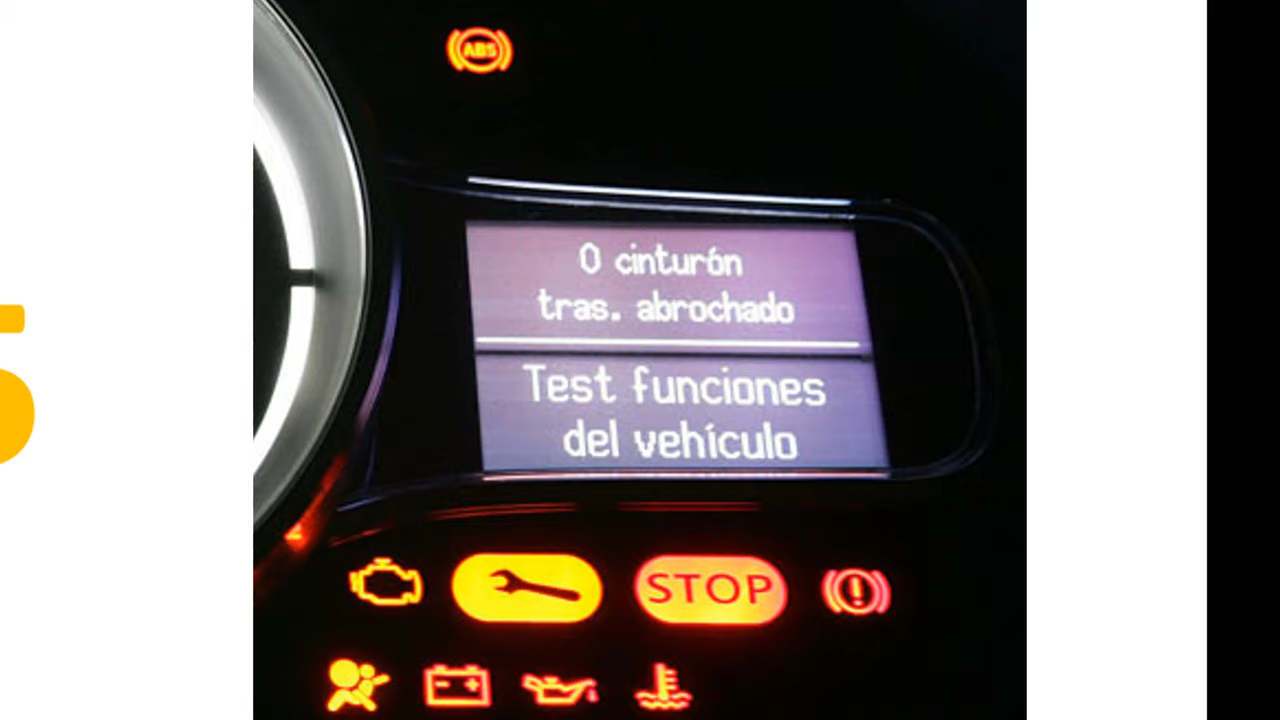 ABS
0 cinturón
tras. abrochado
Test funciones
del vehículo
STOP